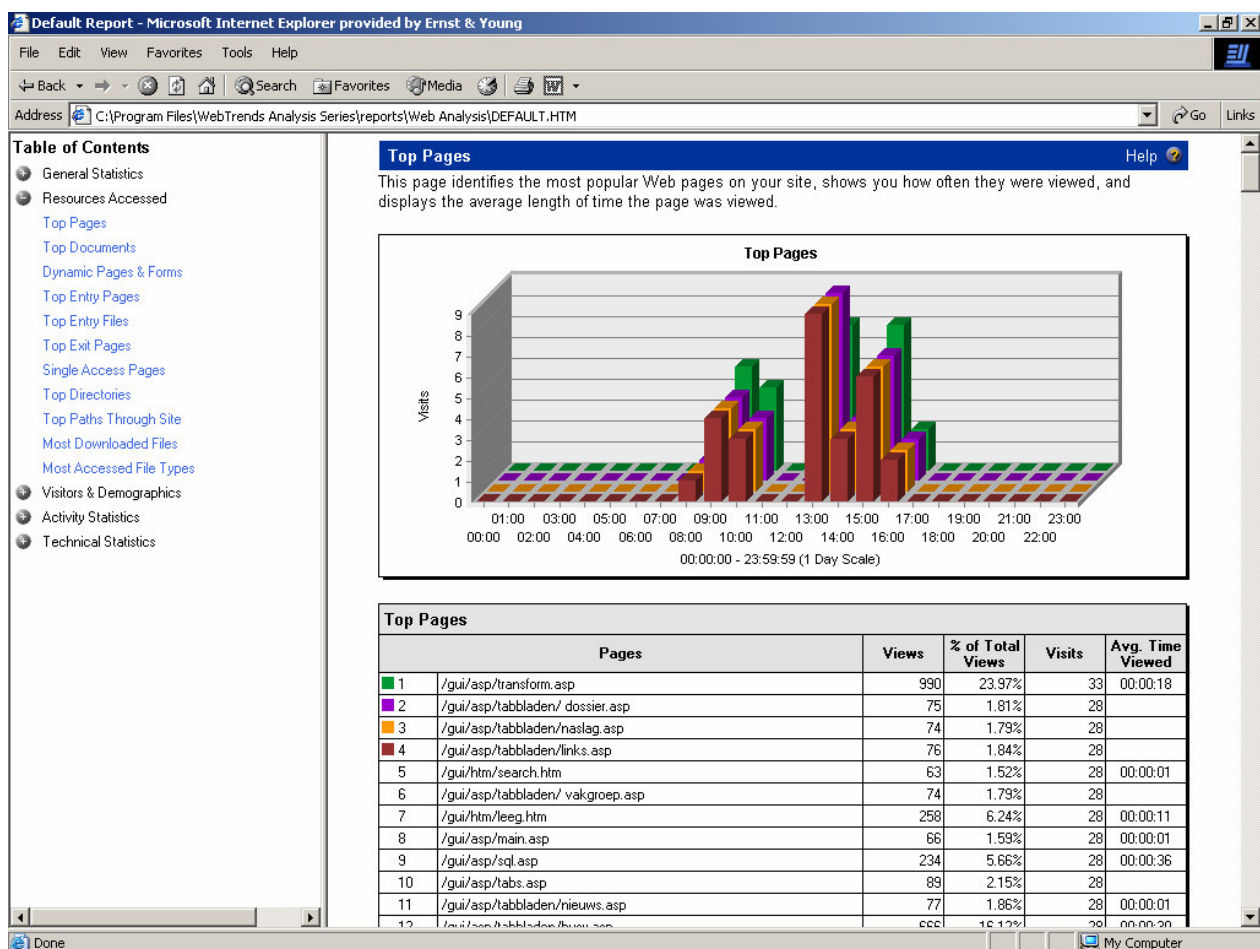 Default Report - Microsoft Internet Explorer provided by Ernst & Young
File Edit View Favorites Tools Help
Back Search Favorites Media
Address C:\Program Files\WebTrends Analysis Series\reports\Web Analysis\DEFAULT.HTM Go Links
Table of Contents
General Statistics
Resources Accessed
Top Pages
Top Documents
Dynamic Pages & Forms
Top Entry Pages
Top Entry Files
Top Exit Pages
Single Access Pages
Top Directories
Top Paths Through Site
Most Downloaded Files
Most Accessed File Types
Visitors & Demographics
Activity Statistics
Technical Statistics
Top Pages Help
This page identifies the most popular Web pages on your site, shows you how often they were viewed, and
displays the average length of time the page was viewed.
Top Pages
Visits
9
8
7
6
5
4
3
2
1
0
01:00 03:00 05:00 07:00 09:00 11:00 13:00 15:00 17:00 19:00 21:00 23:00
00:00 02:00 04:00 06:00 08:00 10:00 12:00 14:00 16:00 18:00 20:00 22:00
00:00:00 - 23:59:59 (1 Day Scale)
Top Pages
Pages Views % of Total Views Visits Avg. Time Viewed
1 /gui/asp/transform.asp 990 23.97% 33 00:00:18
2 /gui/asp/tabbladen/ dossier.asp 75 1.81% 28
3 /gui/asp/tabbladen/naslag.asp 74 1.79% 28
4 /gui/asp/tabbladen/links.asp 76 1.84% 28
5 /gui/htm/search.htm 63 1.52% 28 00:00:01
6 /gui/asp/tabbladen/ vakgroep.asp 74 1.79% 28
7 /gui/htm/leeg.htm 258 6.24% 28 00:00:11
8 /gui/asp/main.asp 66 1.59% 28 00:00:01
9 /gui/asp/sql.asp 234 5.66% 28 00:00:36
10 /gui/asp/tabs.asp 89 2.15% 28
11 /gui/asp/tabbladen/nieuws.asp 77 1.86% 28 00:00:01
12 666 16.12% 28 00:00:30
Done My Computer